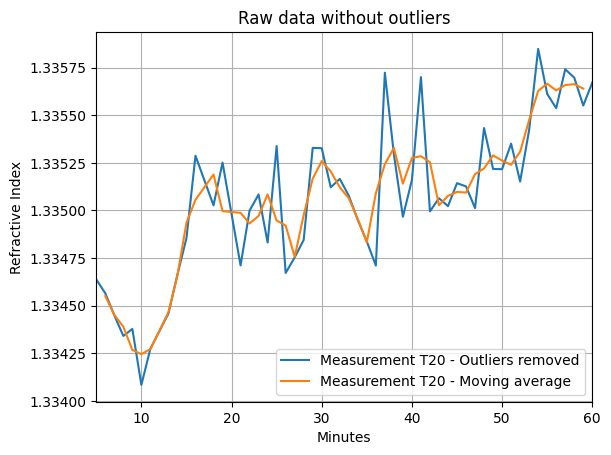 Raw data without outliers
1.33575
1.33550
1.33525
1.33500
1.33475
1.33450
1.33425
1.33400
Refractive Index
10
20
30
40
50
60
Minutes
Measurement T20 - Outliers removed
Measurement T20 - Moving average